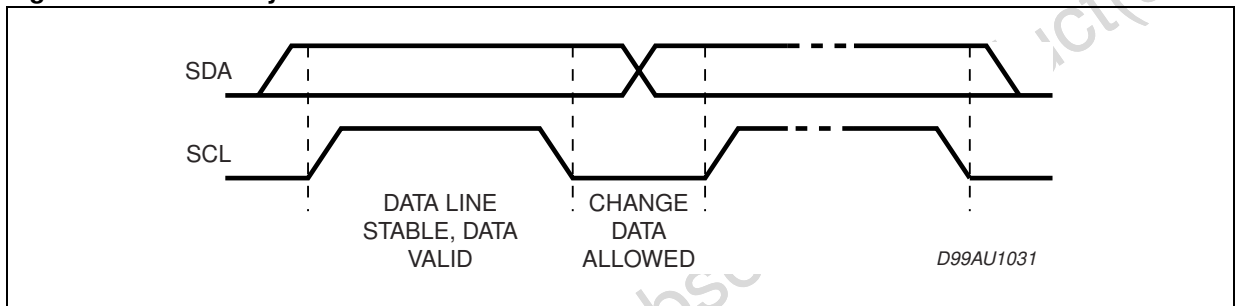 SDA
SCL
DATA LINE
STABLE, DATA
VALID
CHANGE
DATA
ALLOWED
D99AU1031